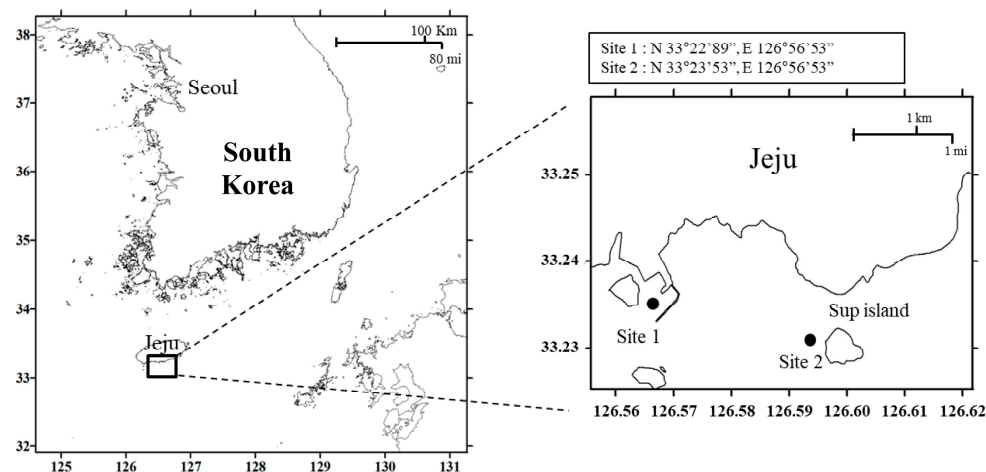 38
37
36
35
34
33
32
125
126
127
128
129
130
131
100 Km
80 mi
Seoul
South
Korea
Jeju
Site 1 : N 33°22’89”, E 126°56’53”
Site 2 : N 33°23’53”, E 126°56’53”
1 km
1 mi
Jeju
33.25
33.24
33.23
Sup island
Site 1
Site 2
126.56
126.57
126.58
126.59
126.60
126.61
126.62